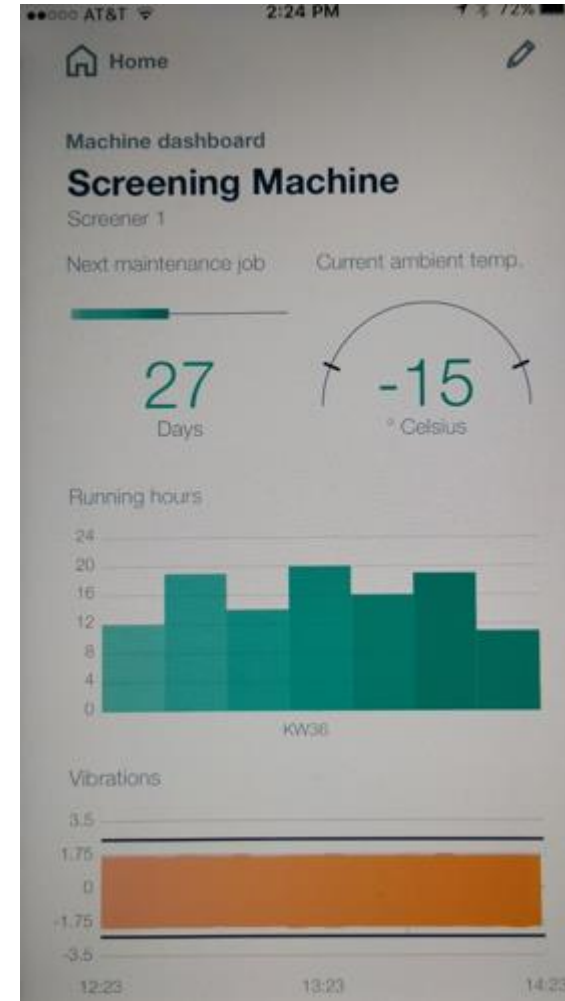 AT&T 2:24 PM 72%
Home
Machine dashboard
Screening Machine
Screener 1
Next maintenance job Current ambient temp.
27 -15
Days ° Celsius
Running hours
24
20
16
12
8
4
0
KW36
Vibrations
3.5
1.75
0
-1.75
-3.5
12:23 13:23 14:23